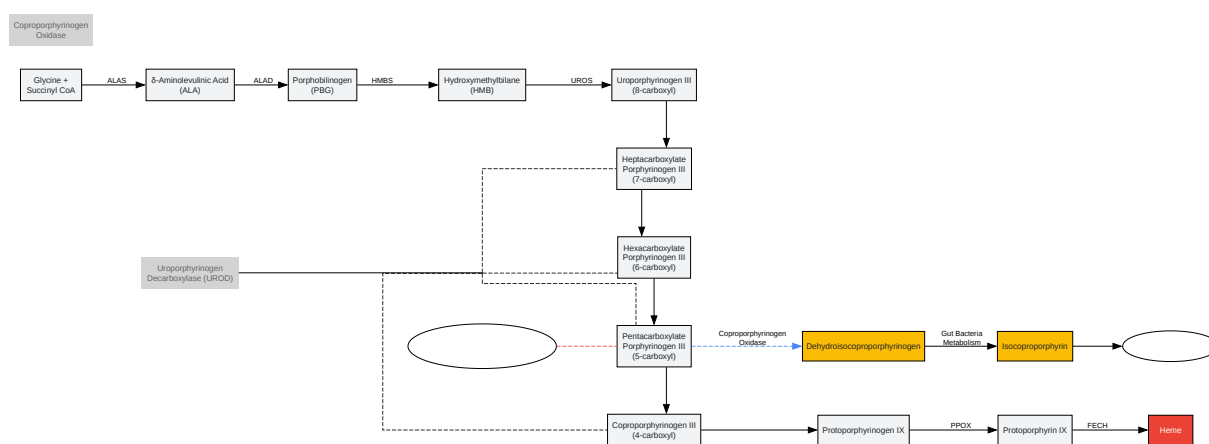 Coproporphyrinogen
Oxidase
Glycine +
Succinyl CoA
ALAS
δ-Aminolevulinic Acid
(ALA)
ALAD
Porphobilinogen
(PBG)
HMBS
Hydroxymethylbilane
(HMB)
UROS
Uroporphyrinogen III
(8-carboxyl)
Heptacarboxylate
Porphyrinogen III
(7-carboxyl)
Hexacarboxylate
Porphyrinogen III
(6-carboxyl)
Uroporphyrinogen
Decarboxylase (UROD)
Pentacarboxylate
Porphyrinogen III
(5-carboxyl)
Coproporphyrinogen
Oxidase
Dehydroisocoproporphyrinogen
Gut Bacteria
Metabolism
Isocoproporphyrin
Coproporphyrinogen III
(4-carboxyl)
Protoporphyrinogen IX
PPOX
Protoporphyrin IX
FECH
Heme